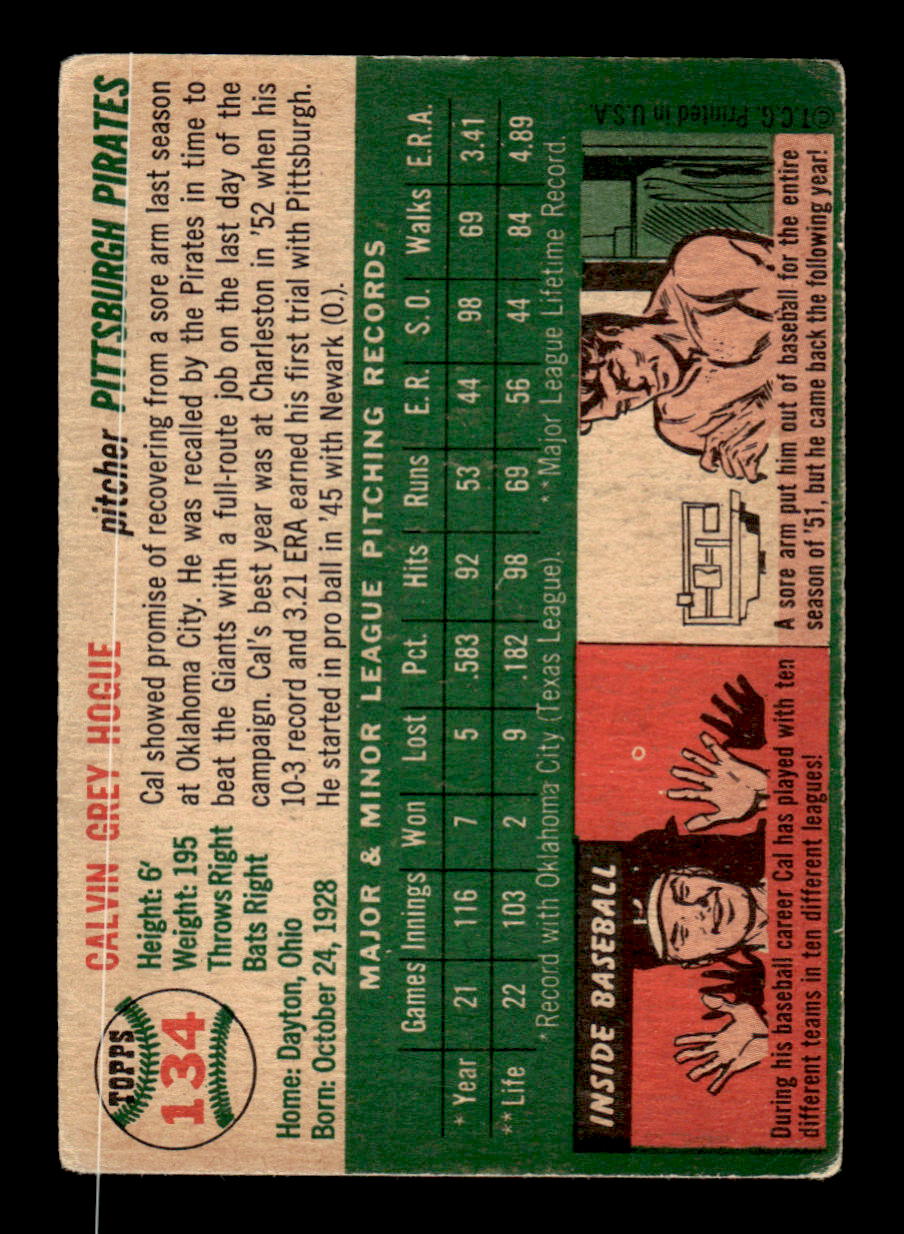 TOPPS
134
CALVIN GREY HOGUE
pitcher PITTSBURGH PIRATES
Height: 6'
Weight: 195
Throws Right
Bats Right
Home: Dayton, Ohio
Born: October 24, 1928
Cal showed promise of recovering from a sore arm last season
at Oklahoma City. He was recalled by the Pirates in time to
beat the Giants with a full-route job on the last day of the
campaign. Cal's best year was at Charleston in '52 when his
10-3 record and 3.21 ERA earned his first trial with Pittsburgh.
He started in pro ball in '45 with Newark (O.).
MAJOR & MINOR LEAGUE PITCHING RECORDS
Games Innings Won Lost Pct. Hits Runs E.R. S.O. Walks E.R.A.
* Year 21 116 7 5 .583 92 53 44 98 69 3.41
** Life 22 103 2 9 .182 98 69 56 44 84 4.89
*Record with Oklahoma City (Texas League). **Major League Lifetime Record.
INSIDE BASEBALL
During his baseball career Cal has played with ten
different teams in ten different leagues!
A sore arm put him out of baseball for the entire
season of '51, but he came back the following year!
©T.C.G. Printed in U.S.A.